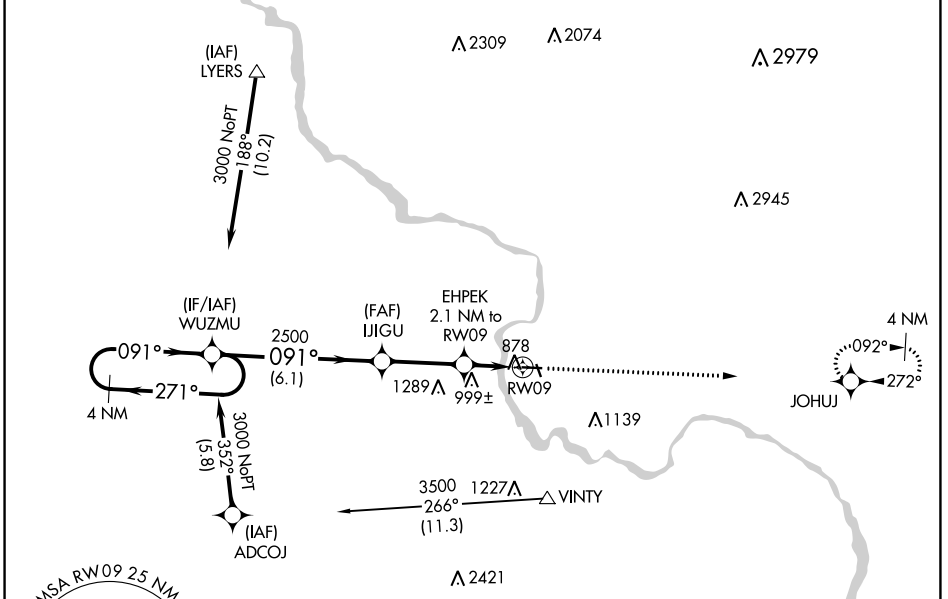 2309
2074
2979
(IAF)
LYERS
3000 NoPT
188°
(10.2)
2945
(IF/IAF)
WUZMU
(FAF)
IJIGU
EHPEK
2.1 NM to
RW09
4 NM
091°
2500
091°
(6.1)
878
092°
271°
4 NM
1289
999±
RW09
272°
JOHUJ
1139
3000 NoPT
352°
(5.8)
3500
266°
(11.3)
1227
VINTY
(IAF)
ADCOJ
MSA RW09 25 NM
2421